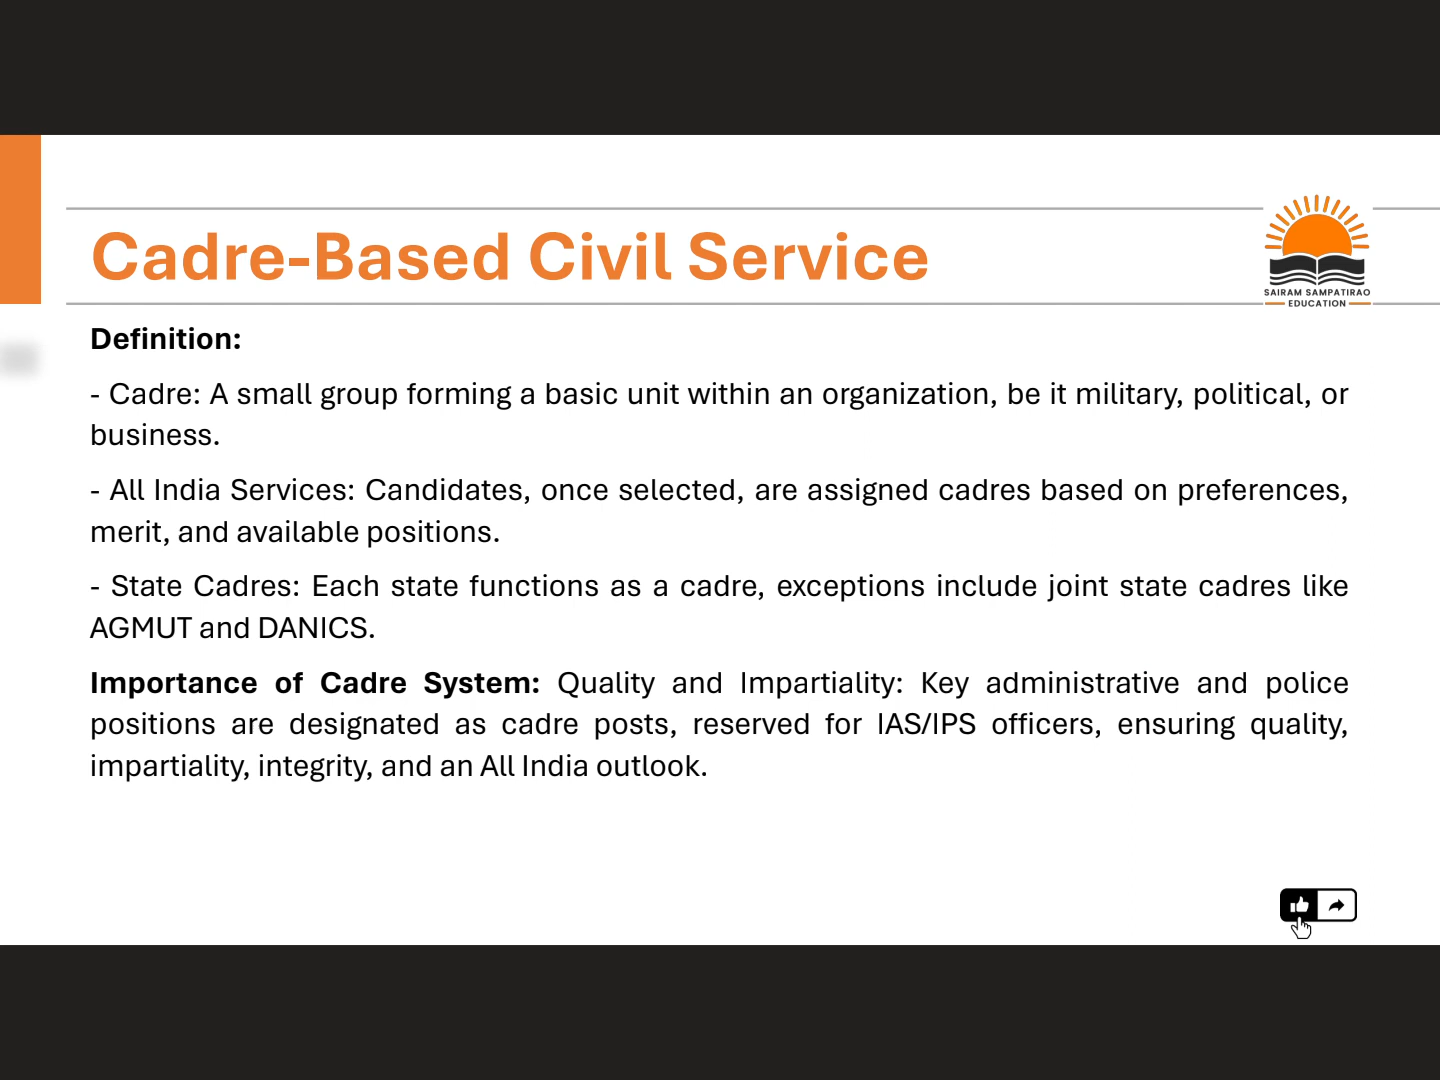 Cadre-Based Civil Service
SAIRAM SAMPATIRAO
EDUCATION
Definition:
- Cadre: A small group forming a basic unit within an organization, be it military, political, or
business.
- All India Services: Candidates, once selected, are assigned cadres based on preferences,
merit, and available positions.
- State Cadres: Each state functions as a cadre, exceptions include joint state cadres like
AGMUT and DANICS.
Importance of Cadre System: Quality and Impartiality: Key administrative and police
positions are designated as cadre posts, reserved for IAS/IPS officers, ensuring quality,
impartiality, integrity, and an All India outlook.